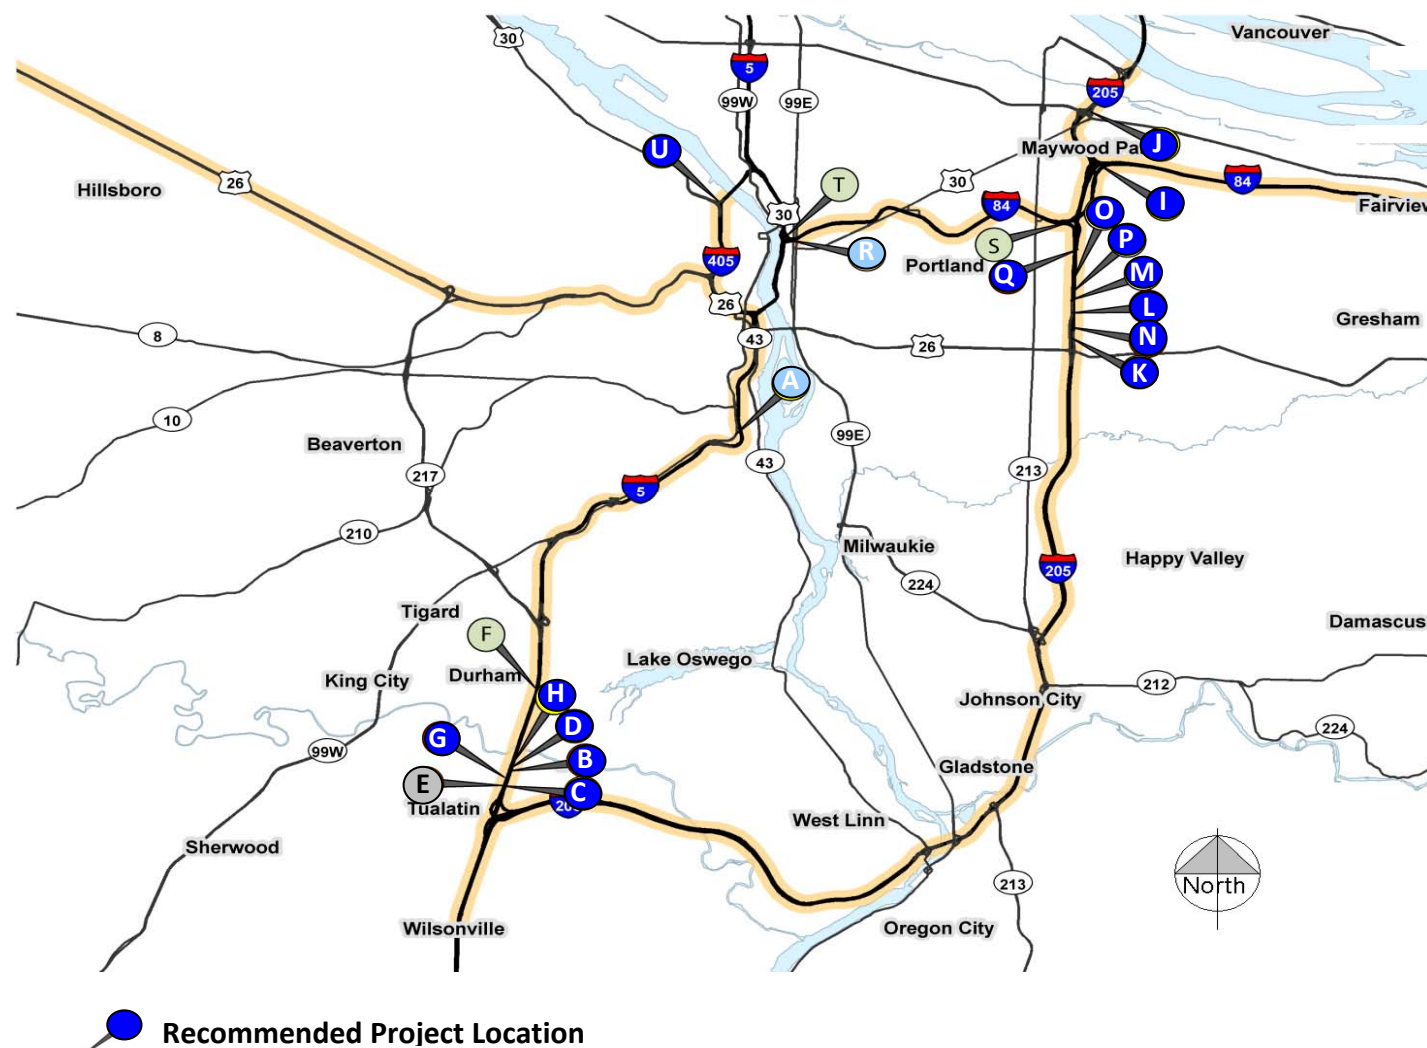 Vancouver
30
5
99W
99E
205
J
Maywood Pa
U
Hillsboro
26
T
30
30
84
84
I
Fairview
O
P
S
Portland
Q
R
405
M
26
L
N
K
Gresham
8
43
26
A
10
Beaverton
99E
43
217
213
5
210
Milwaukie
Happy Valley
205
224
Tigard
F
Damascus
Lake Oswego
King City
Durham
H
212
Johnson City
D
G
99W
B
224
E
C
Gladstone
Tualatin
20
West Linn
Sherwood
213
North
Wilsonville
Oregon City
Recommended Project Location